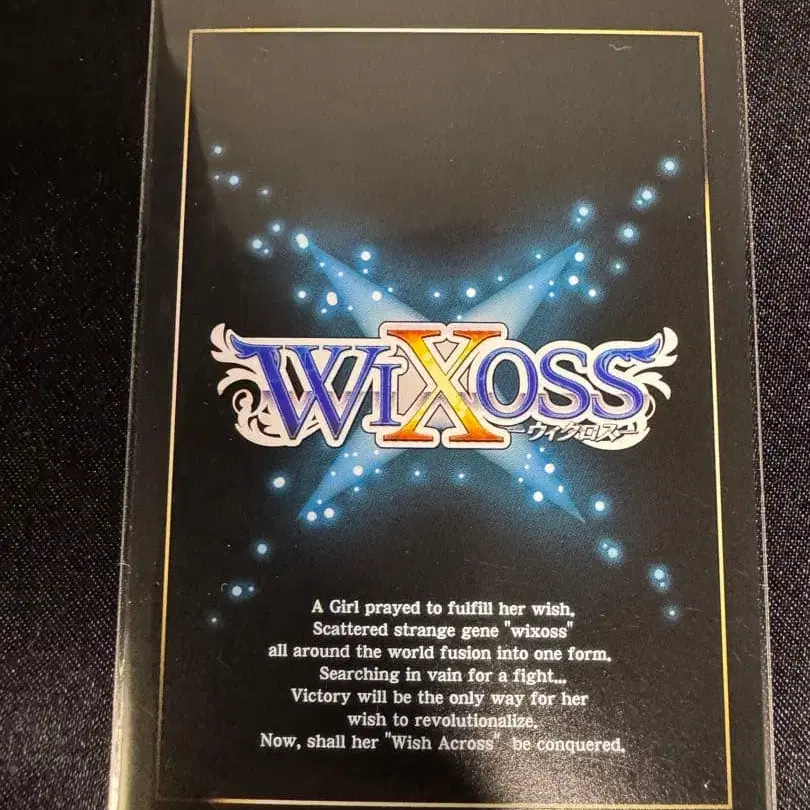 WIXOSS
ーウィクロスー
A Girl prayed to fulfill her wish,
Scattered strange gene "wixoss"
all around the world fusion into one form.
Searching in vain for a fight...
Victory will be the only way for her
wish to revolutionalize.
Now, shall her "Wish Across" be conquered.